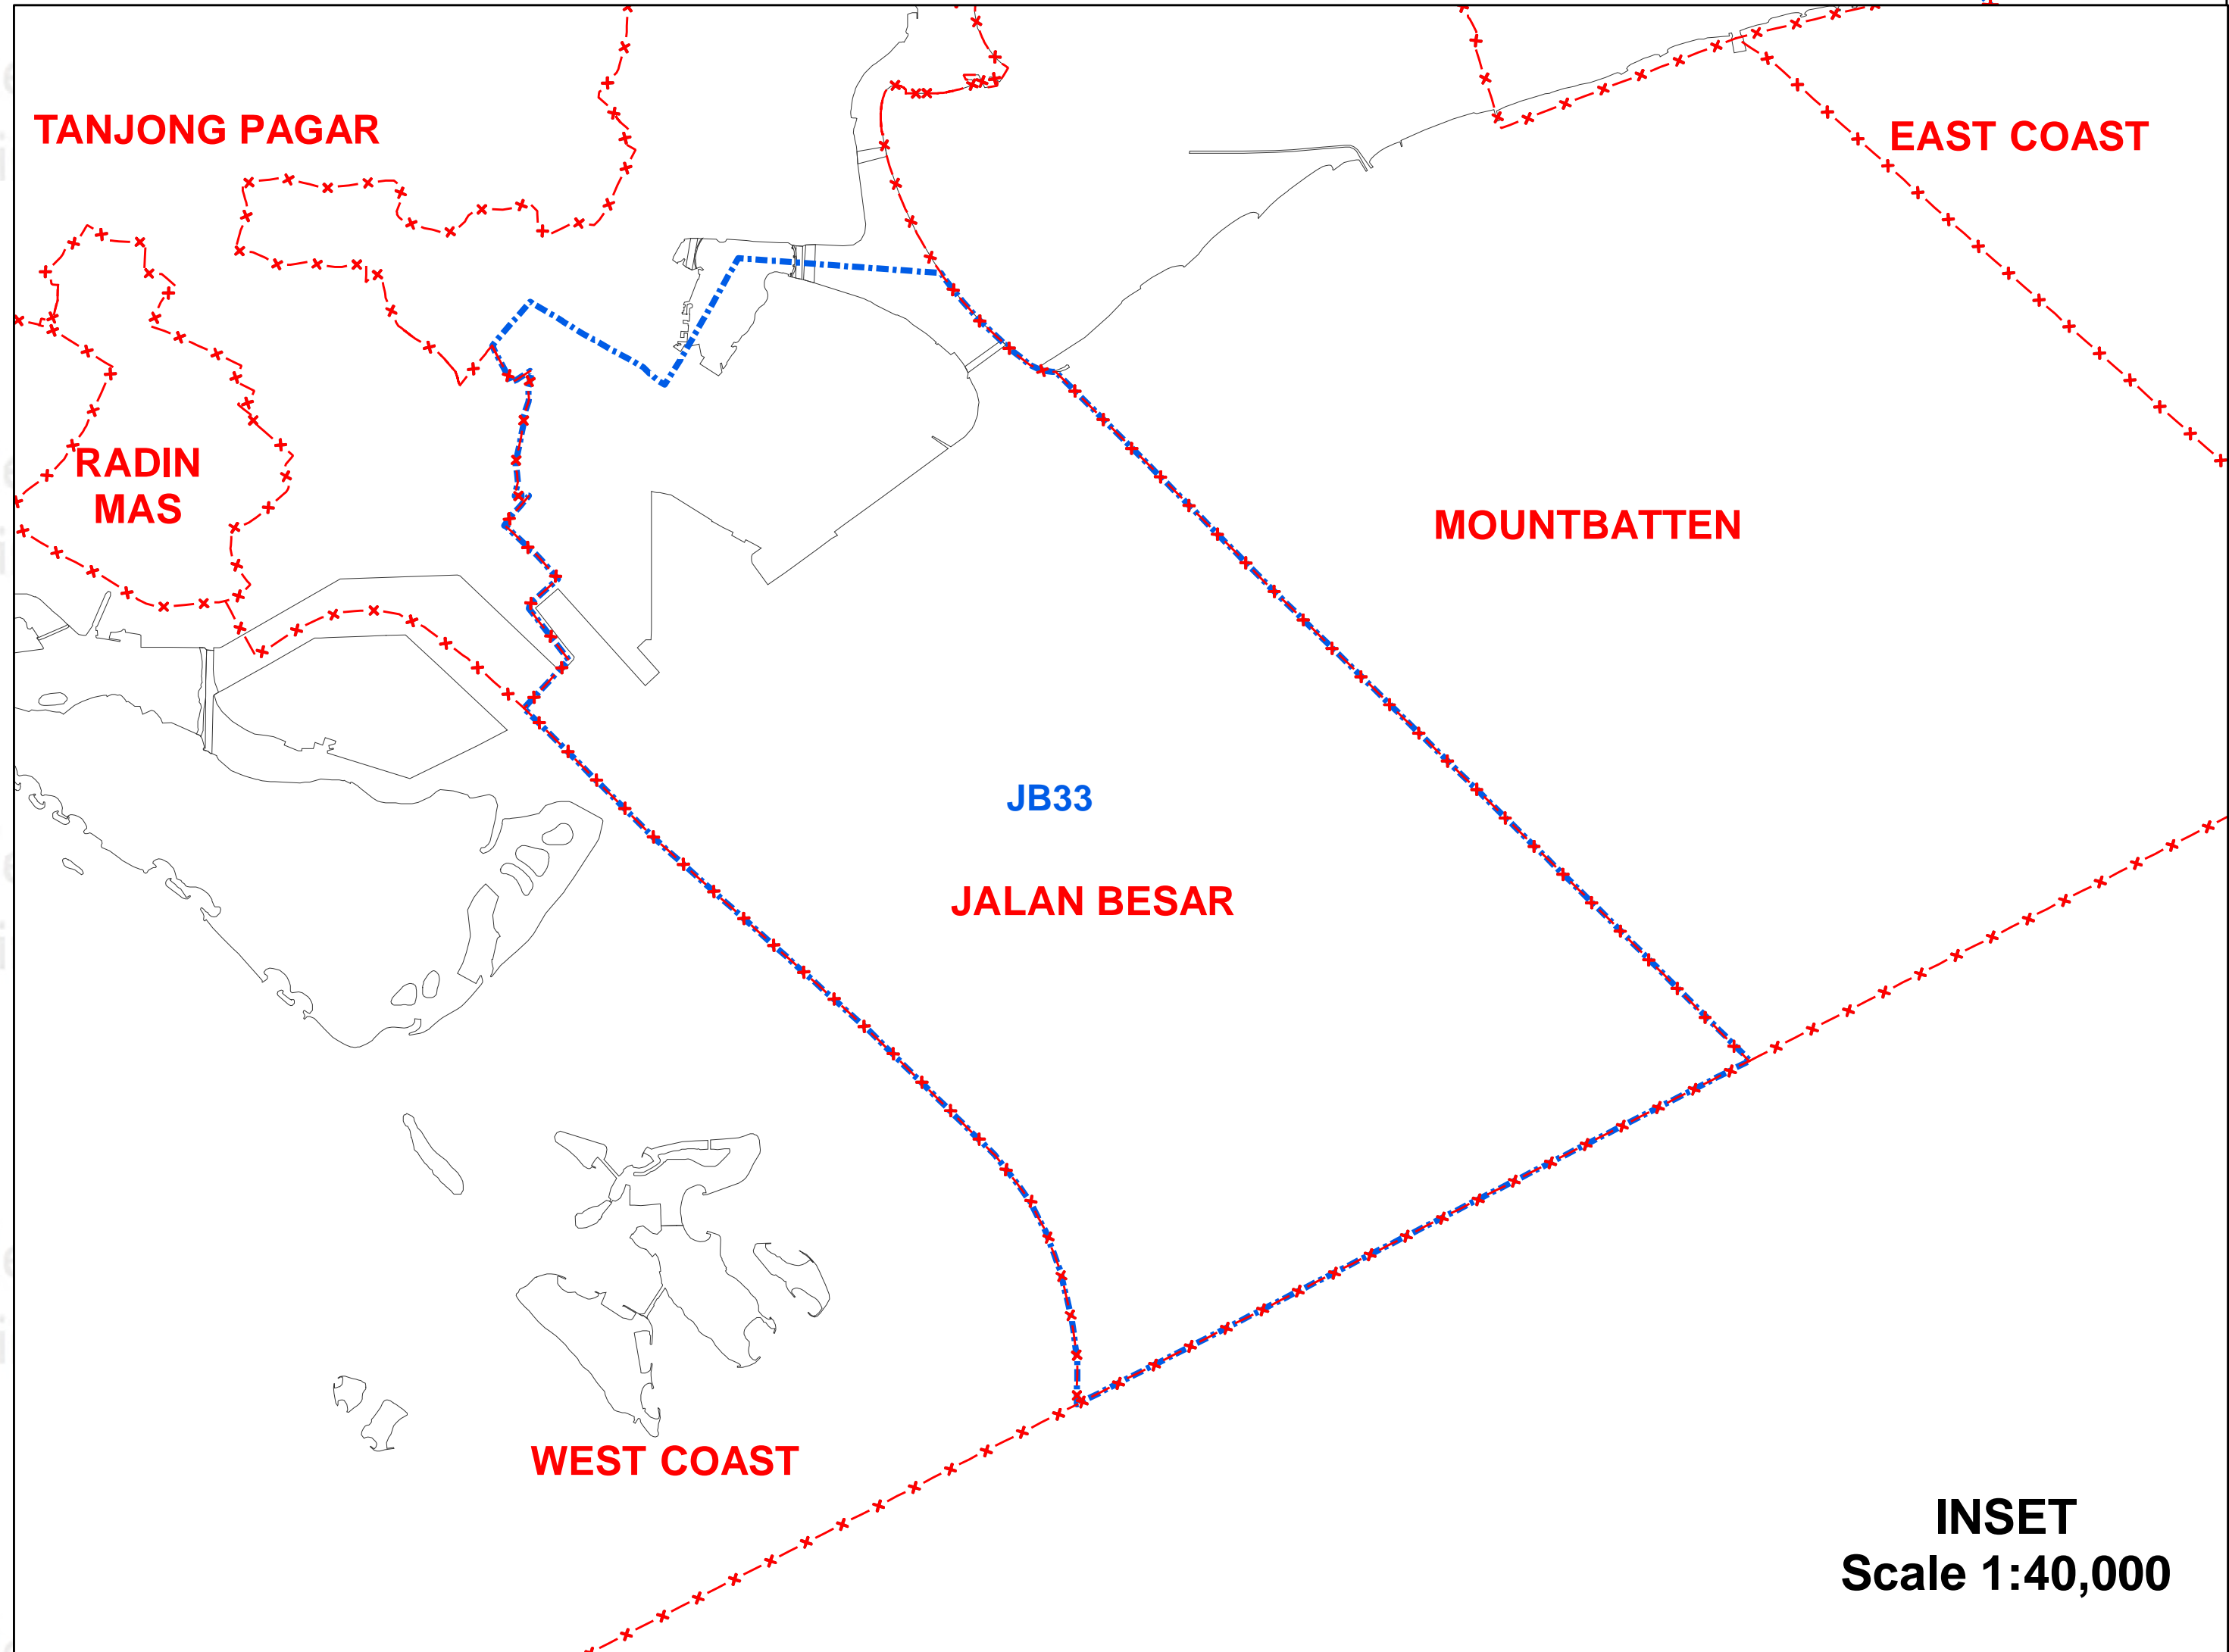 TANJONG PAGAR
EAST COAST
RADIN
MAS
MOUNTBATTEN
JB33
JALAN BESAR
WEST COAST
INSET
Scale 1:40,000